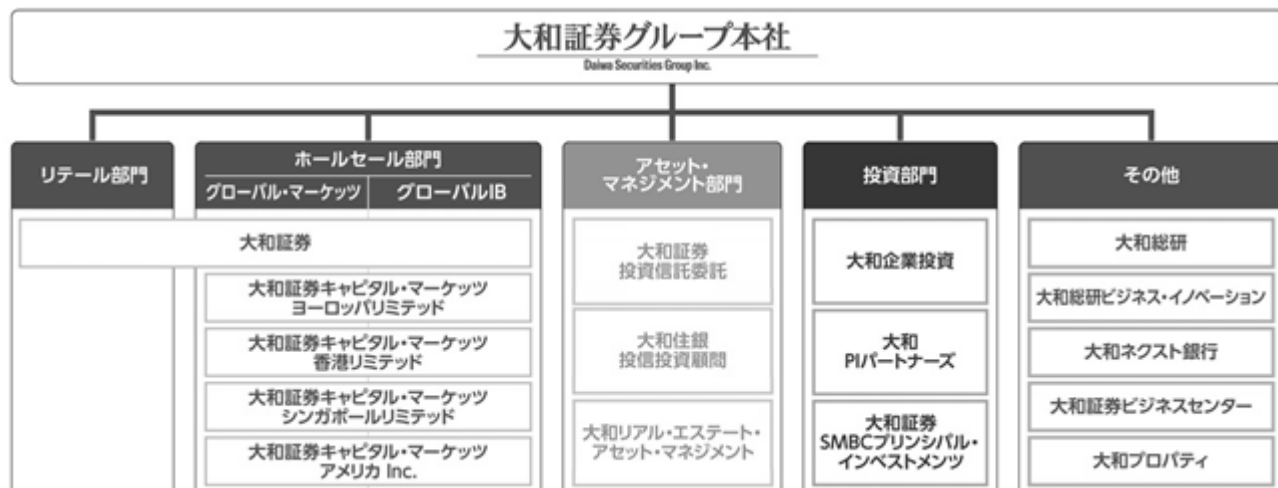 大和証券グループ本社
Daiwa Securities Group Inc.
リテール部門
ホールセール部門
グローバル・マーケッツ
グローバルIB
大和証券
大和証券キャピタル・マーケッツ
ヨーロッパリミテッド
大和証券キャピタル・マーケッツ
香港リミテッド
大和証券キャピタル・マーケッツ
シンガポールリミテッド
大和証券キャピタル・マーケッツ
アメリカ Inc.
アセット・
マネジメント部門
大和証券
投資信託委託
大和住銀
投信投資顧問
大和リアル・エステート・
アセット・マネジメント
投資部門
大和企業投資
大和
PIパートナーズ
大和証券
SMBCプリンシパル・
インベストメンツ
その他
大和総研
大和総研ビジネス・イノベーション
大和ネクスト銀行
大和証券ビジネスセンター
大和プロパティ